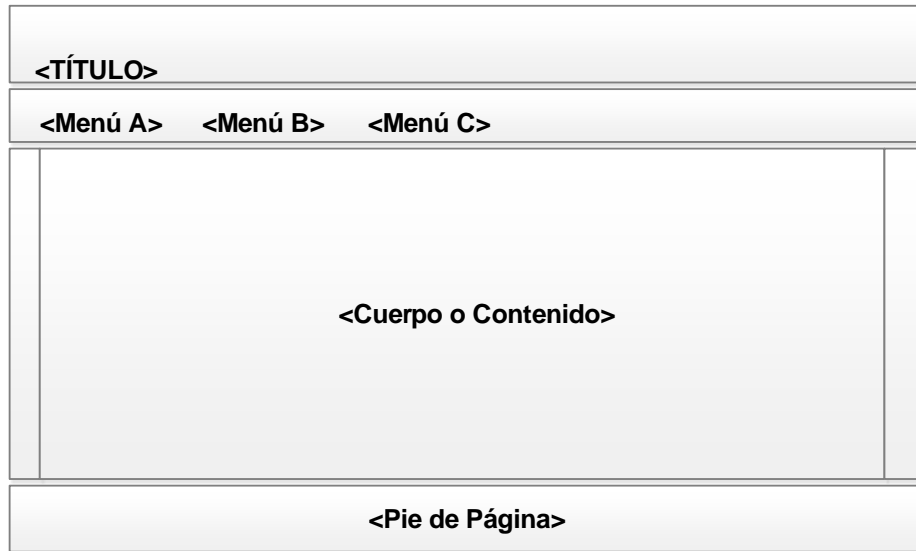 <TÍTULO>
<Menú A> <Menú B> <Menú C>
<Cuerpo o Contenido>
<Pie de Página>